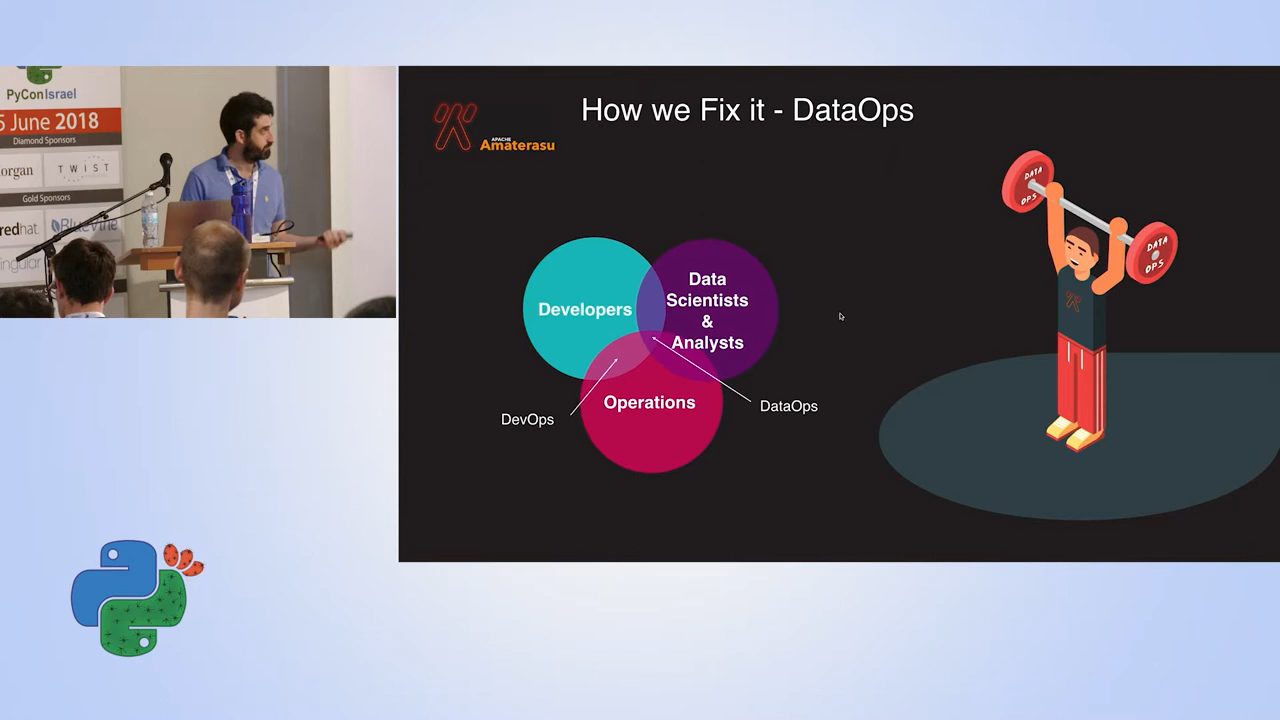 PyConIsrael
5 June 2018
Diamond Sponsors
organ
TWIST
Gold Sponsors
redhat.
BlueVine
ingular
How we Fix it - DataOps
APACHE
Amaterasu
Developers
Data
Scientists
&
Analysts
Operations
DevOps
DataOps
DATA
OPS
DATA
OPS